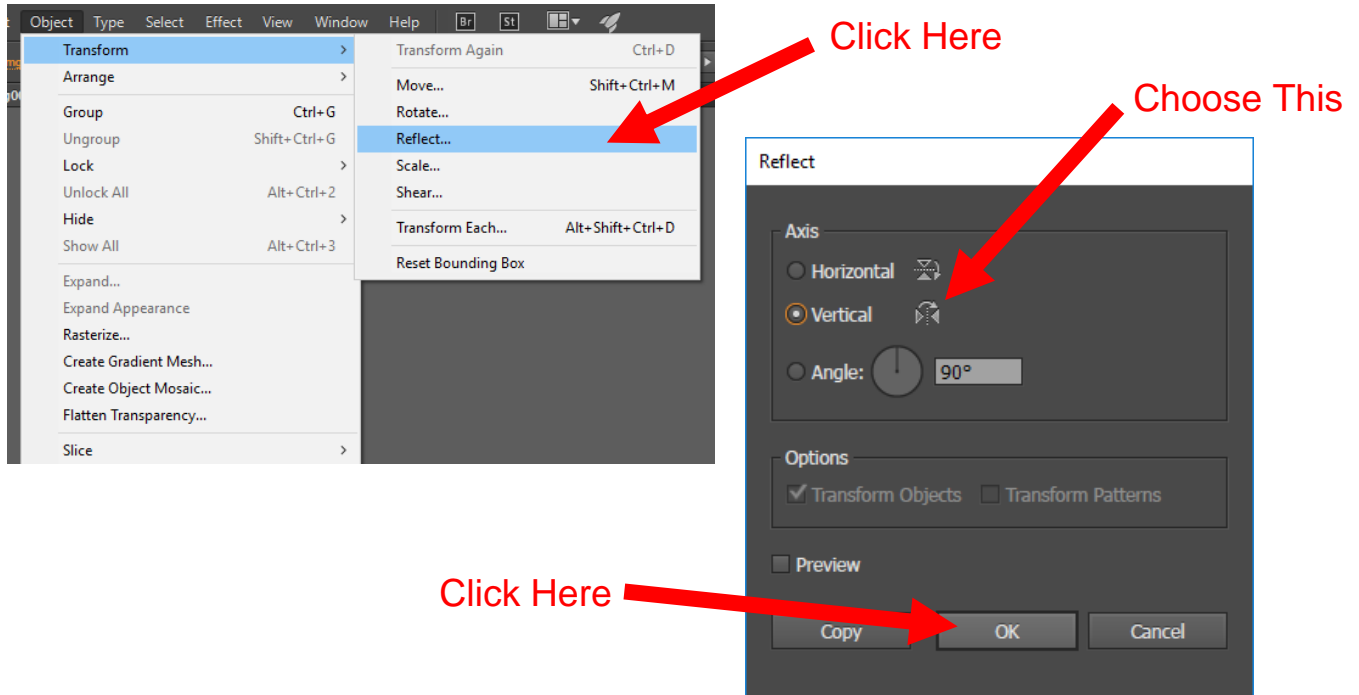 Object Type Select Effect View Window Help Br St
Transform >
Arrange >
Group Ctrl+G
Ungroup Shift+Ctrl+G
Lock >
Unlock All Alt+Ctrl+2
Hide >
Show All Alt+Ctrl+3
Expand...
Expand Appearance
Rasterize...
Create Gradient Mesh...
Create Object Mosaic...
Flatten Transparency...
Slice >
Transform Again Ctrl+D
Move... Shift+Ctrl+M
Rotate...
Reflect...
Scale...
Shear...
Transform Each... Alt+Shift+Ctrl+D
Reset Bounding Box
Click Here
Choose This
Reflect
Axis
Horizontal
Vertical
Angle: 90°
Options
Transform Objects Transform Patterns
Preview
Click Here
Copy OK Cancel